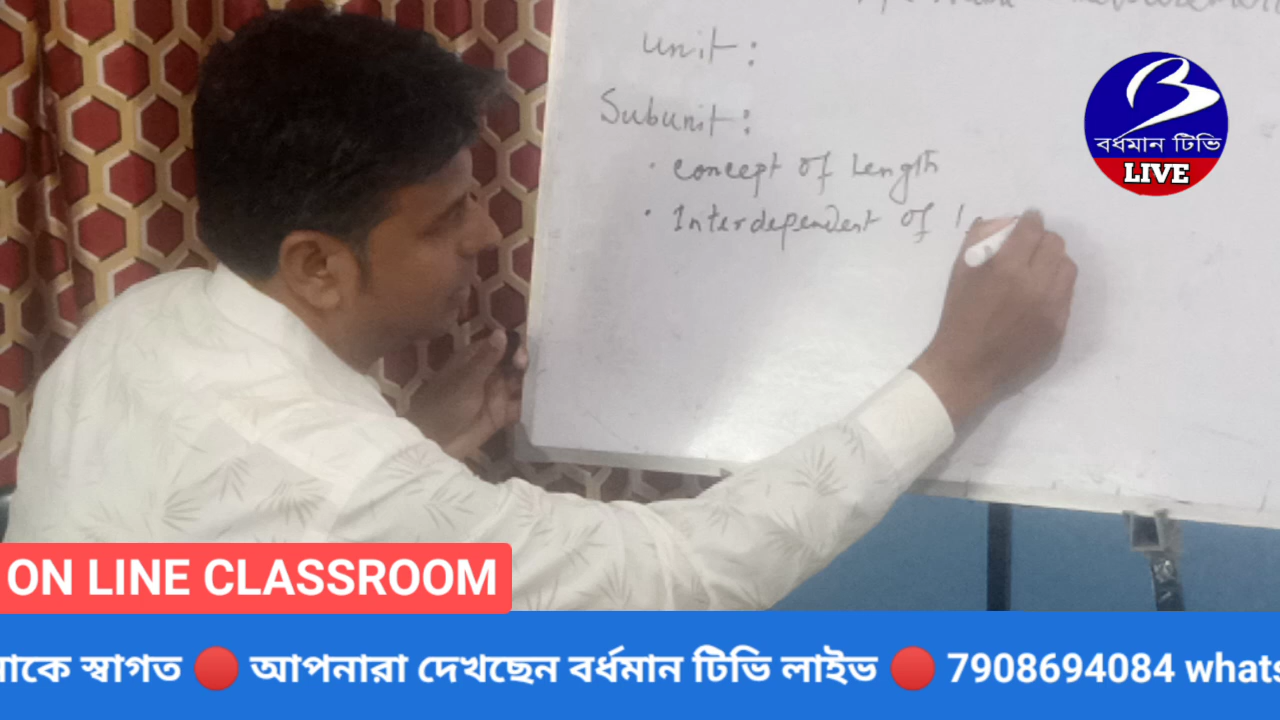 unit :
Subunit :
· concept of Length
· Interdependent of
বর্ধমান টিভি
LIVE
ON LINE CLASSROOM
স্বাগত 🔴 আপনারা দেখছেন বর্ধমান টিভি লাইভ 🔴 7908694084 whats